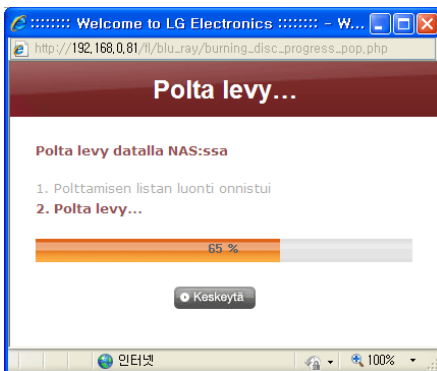 :::::::: Welcome to LG Electronics :::::::: - W...
http://192.168.0.81/fl/blu_ray/burning_disc_progress_pop.php
Polta levy...
Polta levy datalla NAS:ssa
1. Polttamisen listan luonti onnistui
2. Polta levy...
65 %
Keskeytä
인터넷
100%